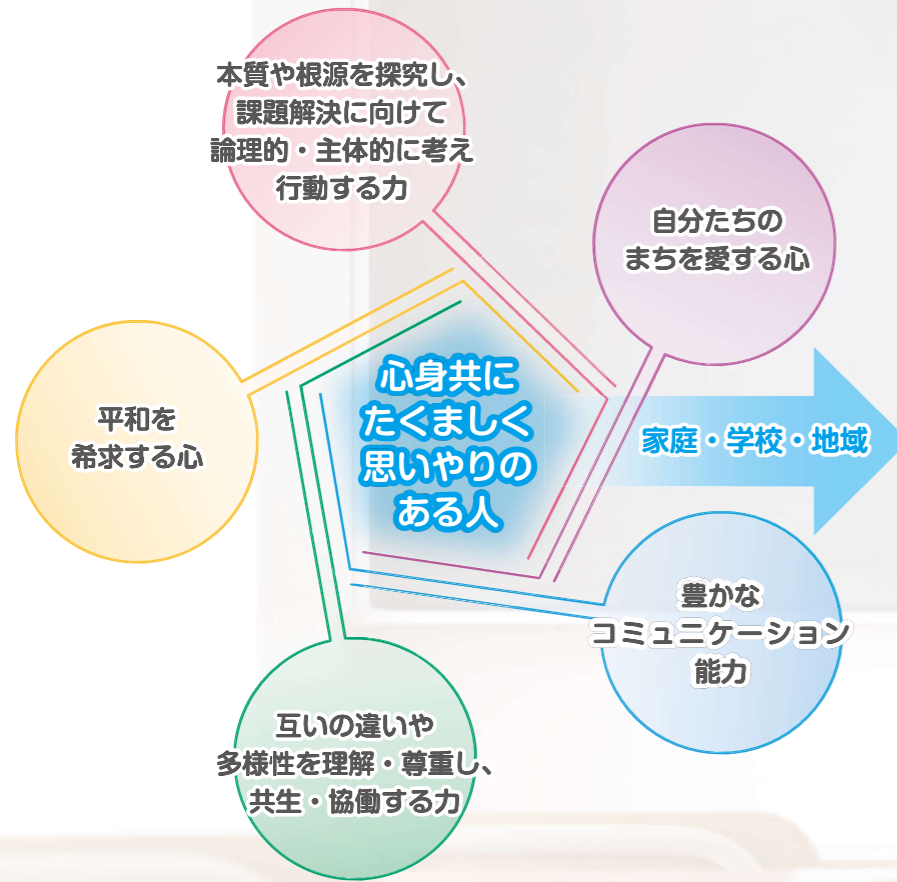 本質や根源を探究し、
課題解決に向けて
論理的・主体的に考え
行動する力
自分たちの
まちを愛する心
心身共に
たくましく
思いやりの
ある人
家庭・学校・地域
平和を
希求する心
豊かな
コミュニケーション
能力
互いの違いや
多様性を理解・尊重し、
共生・協働する力